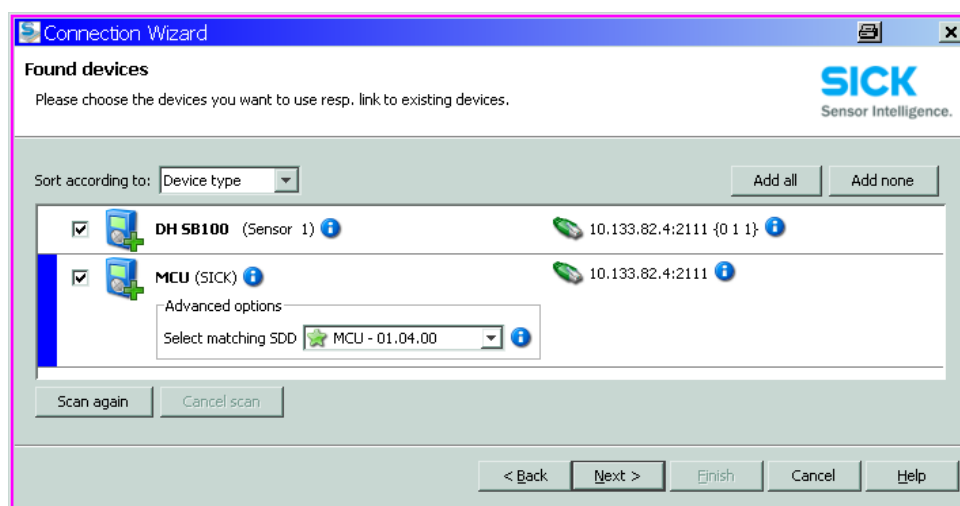 Connection Wizard
Found devices
Please choose the devices you want to use resp. link to existing devices.
SICK
Sensor Intelligence.
Sort according to: Device type
Add all Add none
DH SB100 (Sensor 1) 10.133.82.4:2111 {0 1 1}
MCU (SICK) 10.133.82.4:2111
Advanced options
Select matching SDD MCU - 01.04.00
Scan again Cancel scan
< Back Next > Finish Cancel Help